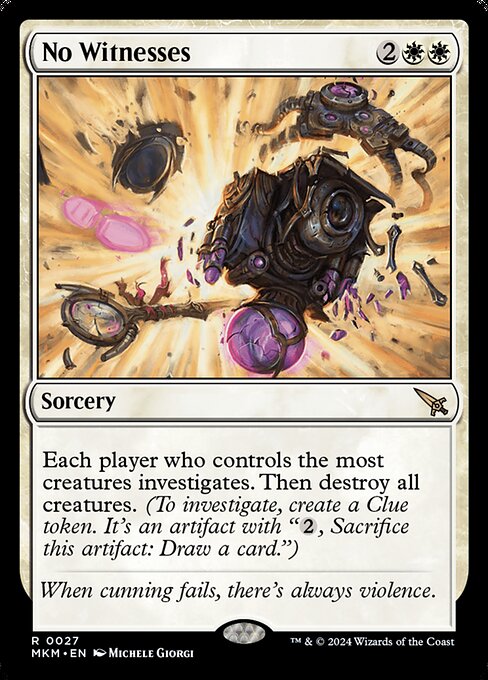 No Witnesses 2
Sorcery
Each player who controls the most
creatures investigates. Then destroy all
creatures. (To investigate, create a Clue
token. It's an artifact with “2, Sacrifice
this artifact: Draw a card.”)
When cunning fails, there's always violence.
R 0027 ™ & © 2024 Wizards of the Coast
MKM • EN Michele Giorgi